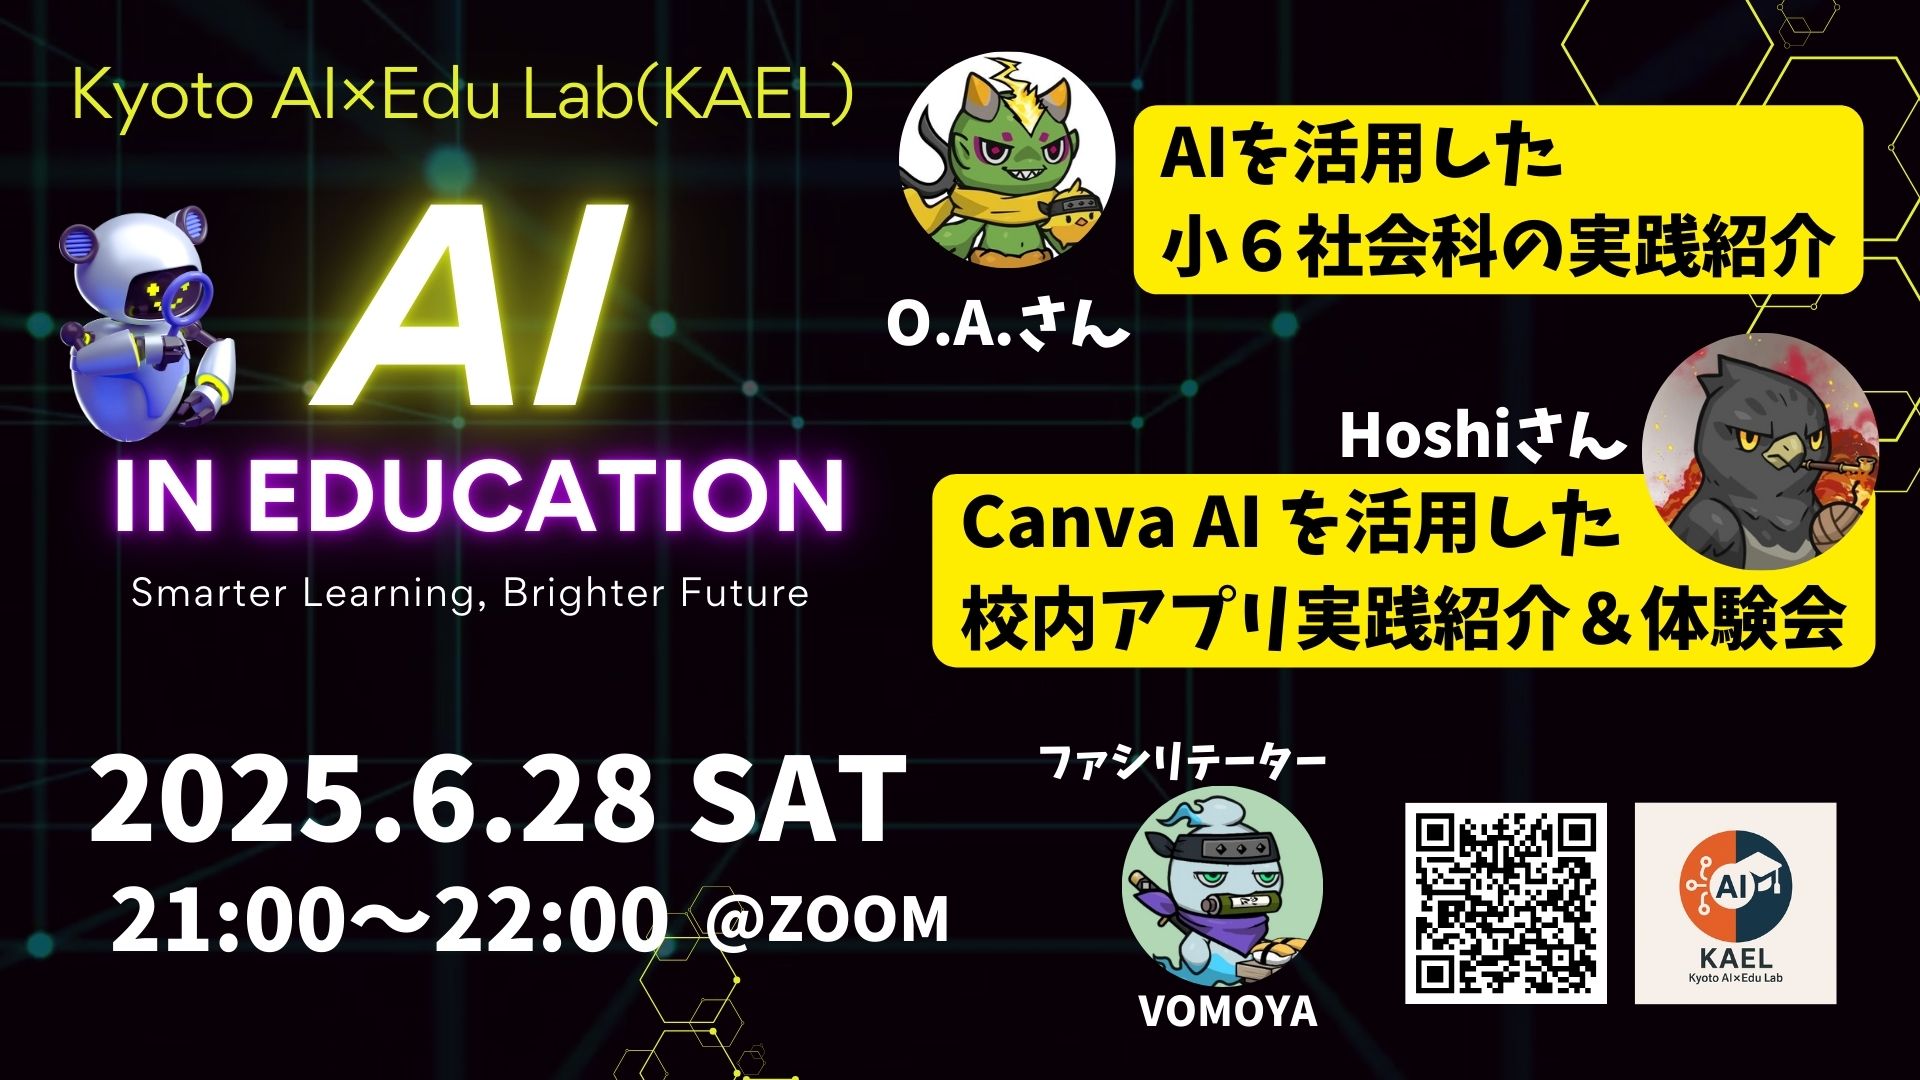 Kyoto AI×Edu Lab(KAEL)
AI
IN EDUCATION
Smarter Learning, Brighter Future
AIを活用した
小６社会科の実践紹介
O.A.さん
Hoshiさん
Canva AI を活用した
校内アプリ実践紹介＆体験会
2025.6.28 SAT
21:00〜22:00 @ZOOM
ファシリテーター
VOMOYA
AI
KAEL
Kyoto AI×Edu Lab